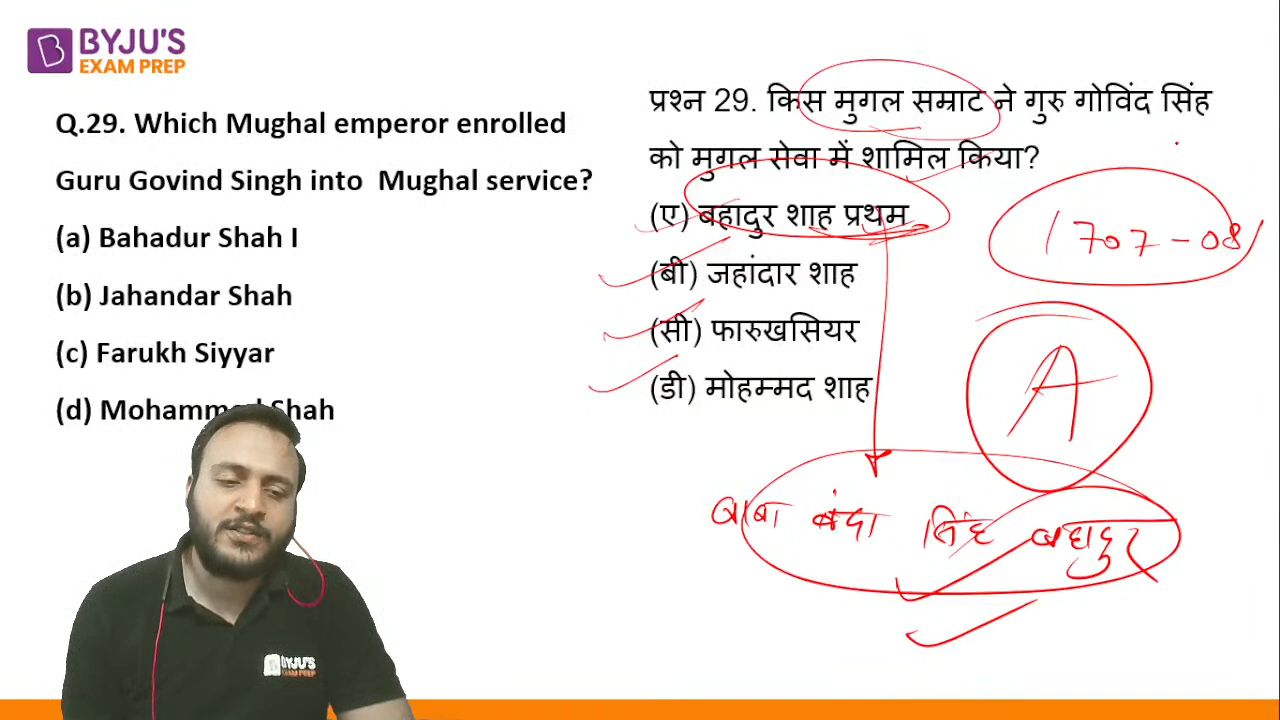 BYJU'S
EXAM PREP
Q.29. Which Mughal emperor enrolled
Guru Govind Singh into Mughal service?
(a) Bahadur Shah I
(b) Jahandar Shah
(c) Farukh Siyyar
(d) Mohammed Shah
प्रश्न 29. किस मुगल सम्राट ने गुरु गोविंद सिंह
को मुगल सेवा में शामिल किया?
(ए) बहादुर शाह प्रथम
(बी) जहांदार शाह
(सी) फारुखसियर
(डी) मोहम्मद शाह
1707-08
A
बाबा बंदा सिंह बहादुर
BYJU'S
EXAM PREP